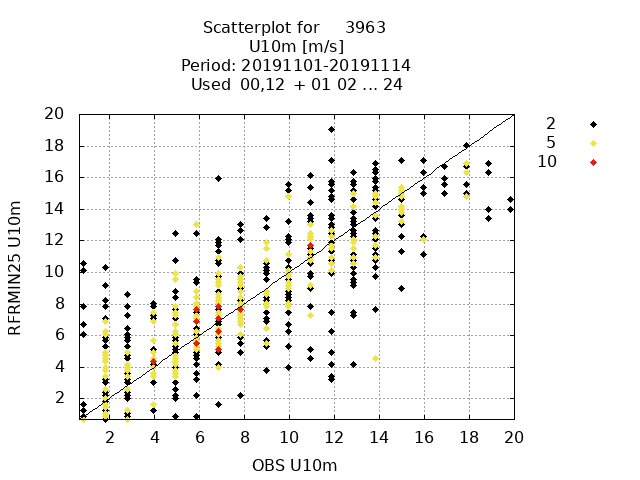 Scatterplot for 3963
U10m [m/s]
Period: 20191101-20191114
Used 00,12 + 01 02 ... 24
20
18
16
14
12
10
8
6
4
2
RFRMIN25 U10m
2
5
10
2 4 6 8 10 12 14 16 18 20
OBS U10m